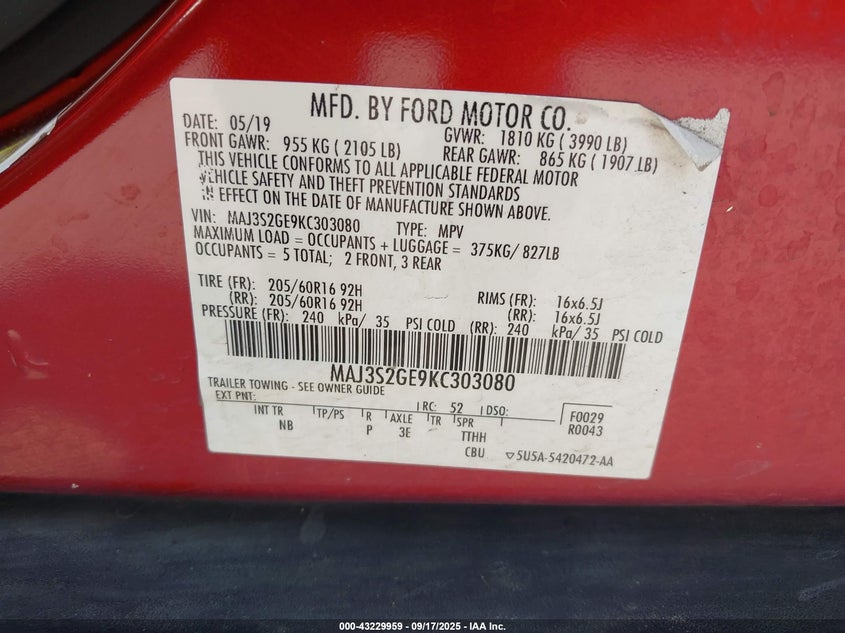 MFD. BY FORD MOTOR CO.
DATE: 05/19 GVWR: 1810 KG ( 3990 LB)
FRONT GAWR: 955 KG ( 2105 LB) REAR GAWR: 865 KG ( 1907 LB)
THIS VEHICLE CONFORMS TO ALL APPLICABLE FEDERAL MOTOR
VEHICLE SAFETY AND THEFT PREVENTION STANDARDS
IN EFFECT ON THE DATE OF MANUFACTURE SHOWN ABOVE.
VIN: MAJ3S2GE9KC303080 TYPE: MPV
MAXIMUM LOAD = OCCUPANTS + LUGGAGE = 375KG/ 827LB
OCCUPANTS = 5 TOTAL; 2 FRONT, 3 REAR
TIRE (FR): 205/60R16 92H RIMS (FR): 16x6.5J
(RR): 205/60R16 92H (RR): 16x6.5J
PRESSURE (FR): 240 kPa/ 35 PSI COLD (RR): 240 kPa/ 35 PSI COLD
MAJ3S2GE9KC303080
TRAILER TOWING - SEE OWNER GUIDE
EXT PNT: RC: 52 DSO: F0029
INT TR TP/PS R AXLE TR SPR R0043
NB P 3E TTHH
CBU 5U5A-5420472-AA
000-43229959 - 09/17/2025 - IAA Inc.